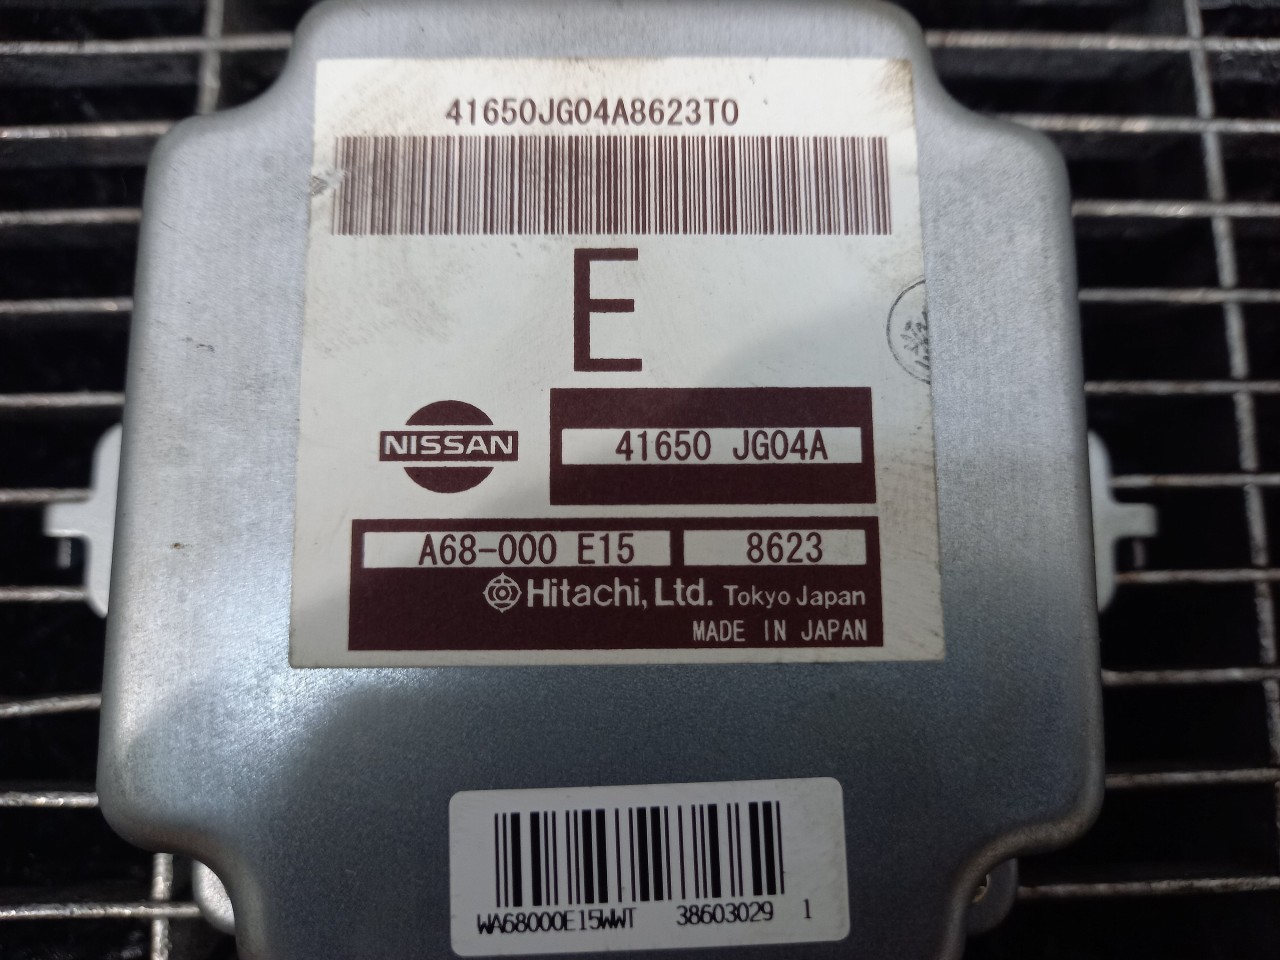 41650JG04A8623T0
E
NISSAN
41650 JG04A
A68-000 E15 8623
Hitachi, Ltd. Tokyo Japan
MADE IN JAPAN
WA68000E15WWT 38603029 1